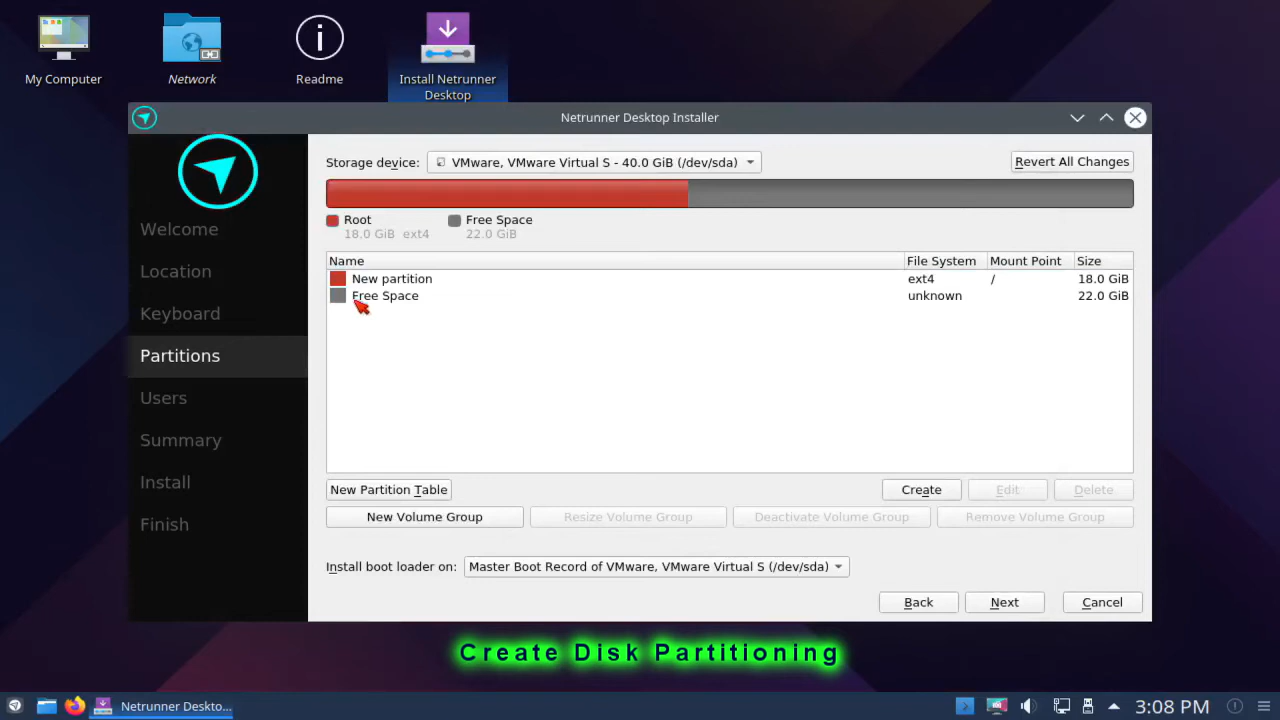 My Computer
Network
Readme
Install Netrunner
Desktop
Netrunner Desktop Installer
Storage device:
VMware, VMware Virtual S - 40.0 GiB (/dev/sda)
Revert All Changes
Root
18.0 GiB ext4
Free Space
22.0 GiB
Welcome
Location
Keyboard
Partitions
Users
Summary
Install
Finish
Name File System Mount Point Size
New partition ext4 / 18.0 GiB
Free Space unknown 22.0 GiB
New Partition Table
Create
Edit
Delete
New Volume Group
Resize Volume Group
Deactivate Volume Group
Remove Volume Group
Install boot loader on:
Master Boot Record of VMware, VMware Virtual S (/dev/sda)
Back
Next
Cancel
Create Disk Partitioning
Netrunner Deskto...
3:08 PM